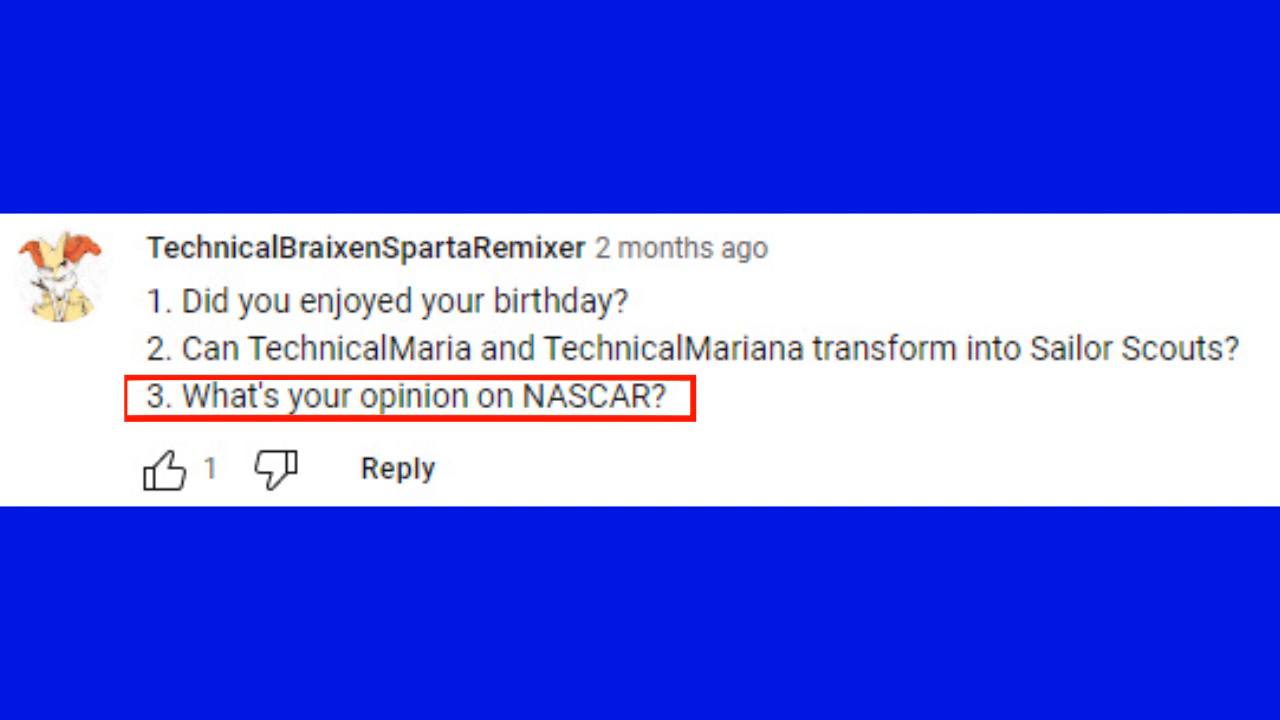 TechnicalBraixenSpartaRemixer 2 months ago
1. Did you enjoyed your birthday?
2. Can TechnicalMaria and TechnicalMariana transform into Sailor Scouts?
3. What's your opinion on NASCAR?
1 Reply